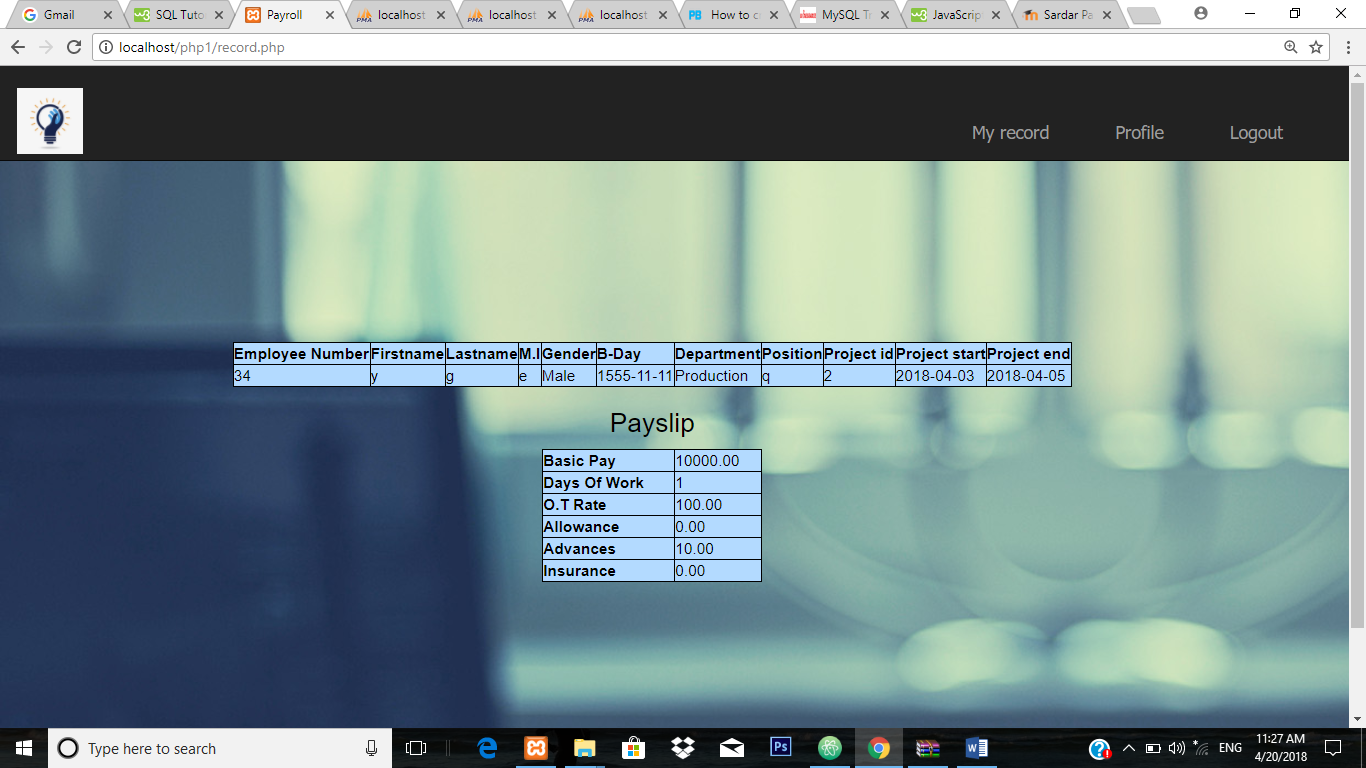 Gmail
SQL Tuto
Payroll
localhost
localhost
localhost
How to c
MySQL T
JavaScrip
Sardar Pa
localhost/php1/record.php
My record Profile Logout
Employee Number Firstname Lastname M.I Gender B-Day Department Position Project id Project start Project end
34 y g e Male 1555-11-11 Production q 2 2018-04-03 2018-04-05
Payslip
Basic Pay 10000.00
Days Of Work 1
O.T Rate 100.00
Allowance 0.00
Advances 10.00
Insurance 0.00
Type here to search
Ps
ENG
11:27 AM
4/20/2018